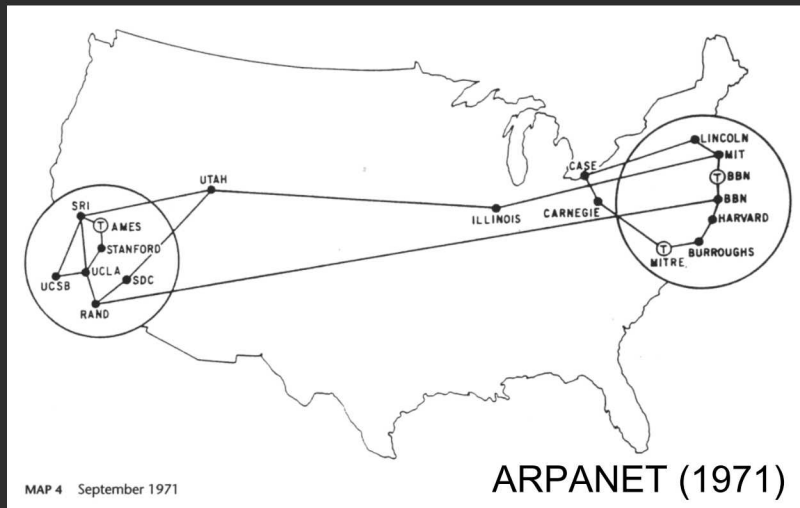 LINCOLN
MIT
T BBN
BBN
HARVARD
BURROUGHS
T
MITRE
CASE
CARNEGIE
ILLINOIS
UTAH
SRI
T AMES
STANFORD
UCLA
SDC
UCSB
RAND
MAP 4 September 1971
ARPANET (1971)